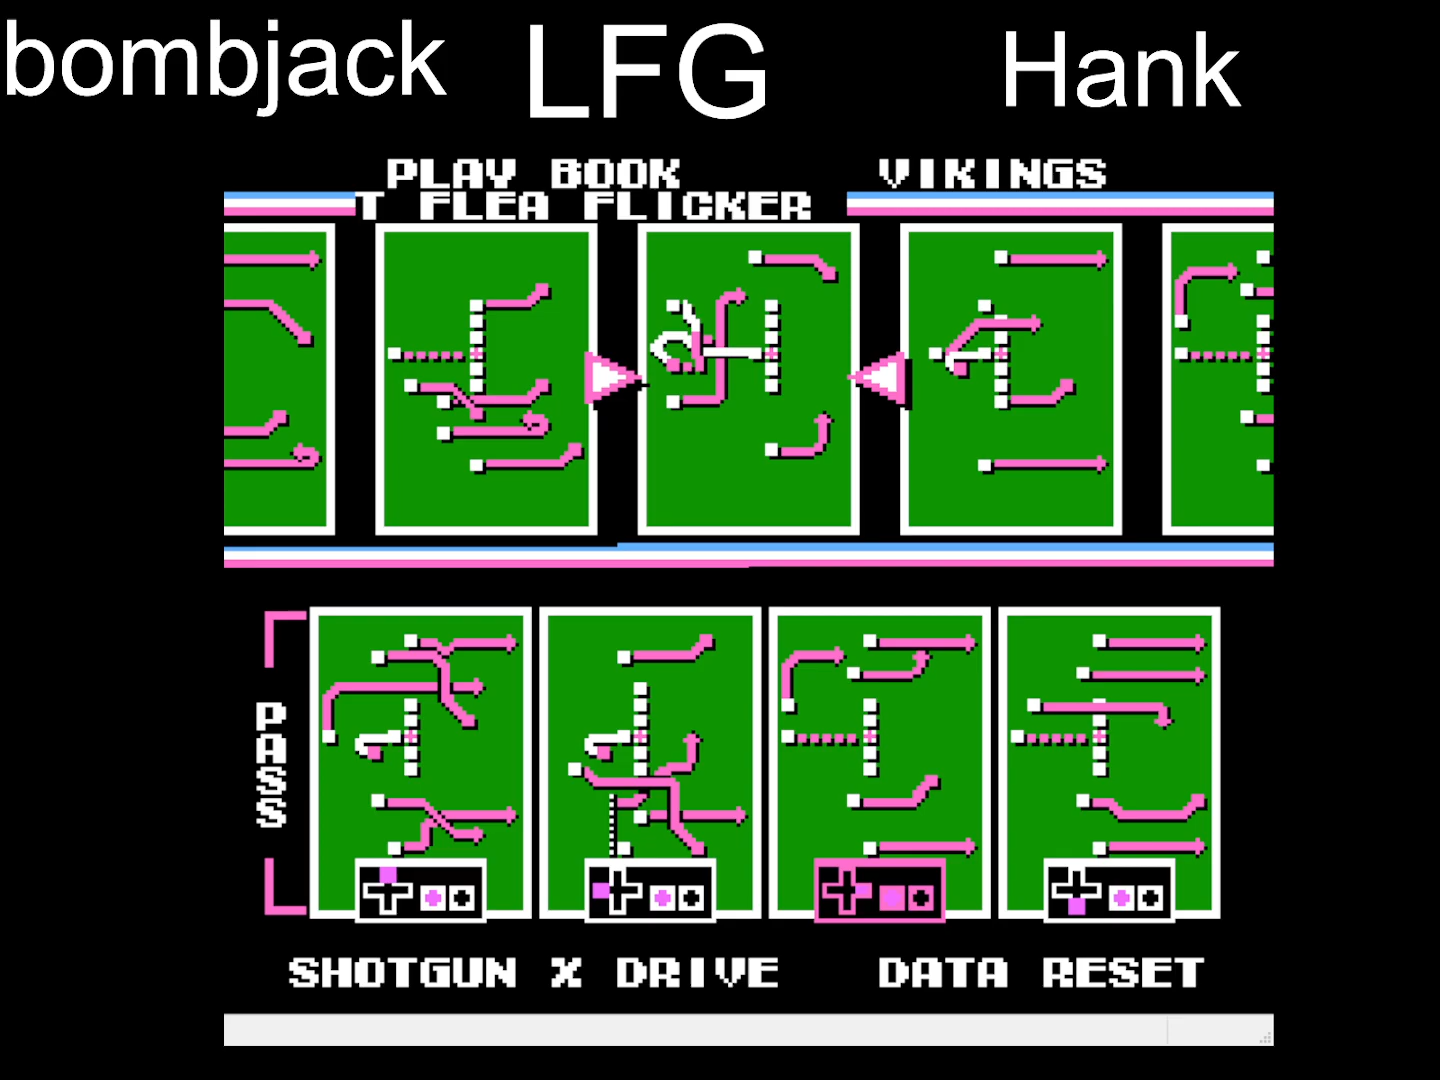 bombjack LFG Hank
PLAY BOOK VIKINGS
T FLEA FLICKER
PASS
SHOTGUN X DRIVE DATA RESET